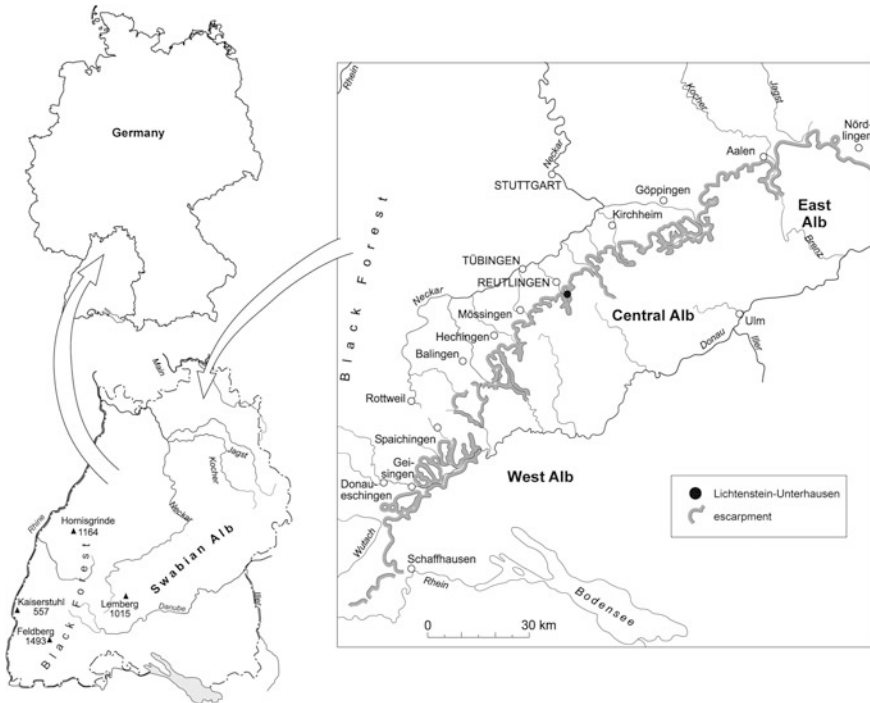 Germany
Main
Jagst
Kocher
Neckar
Rhine
Hornisgrinde
1164
Black Forest
Swabian Alb
Kaiserstuhl
557
Lemberg
1015
Danube
Iller
Feldberg
1493
Rhein
Kocher
Jagst
Nörd-
lingen
Aalen
Neckar
STUTTGART
Göppingen
Kirchheim
East
Alb
Brenz
Black Forest
TÜBINGEN
REUTLINGEN
Neckar
Mössingen
Central Alb
Ulm
Hechingen
Donau
Iller
Balingen
Rottweil
Spaichingen
Gei-
singen
West Alb
Donau-
eschingen
Lichtenstein-Unterhausen
escarpment
Wutach
Schaffhausen
Rhein
Bodensee
0 30 km